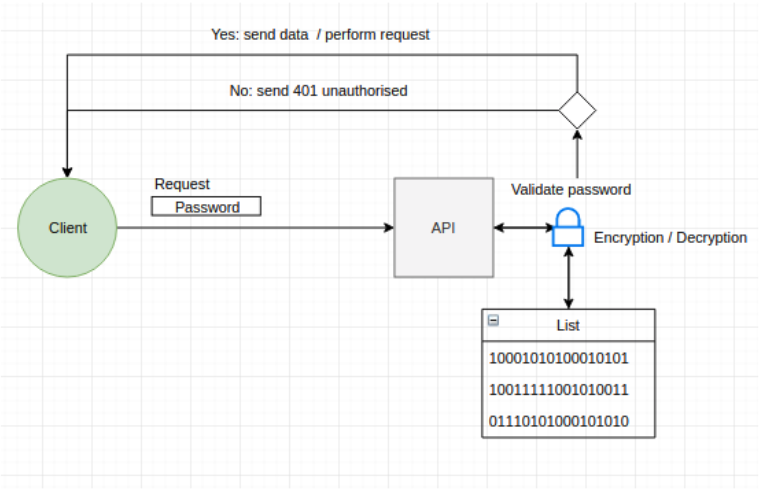 Yes: send data / perform request
No: send 401 unauthorised
Request
Password
Client
API
Validate password
Encryption / Decryption
List
10001010100010101
10011111001010011
01110101000101010